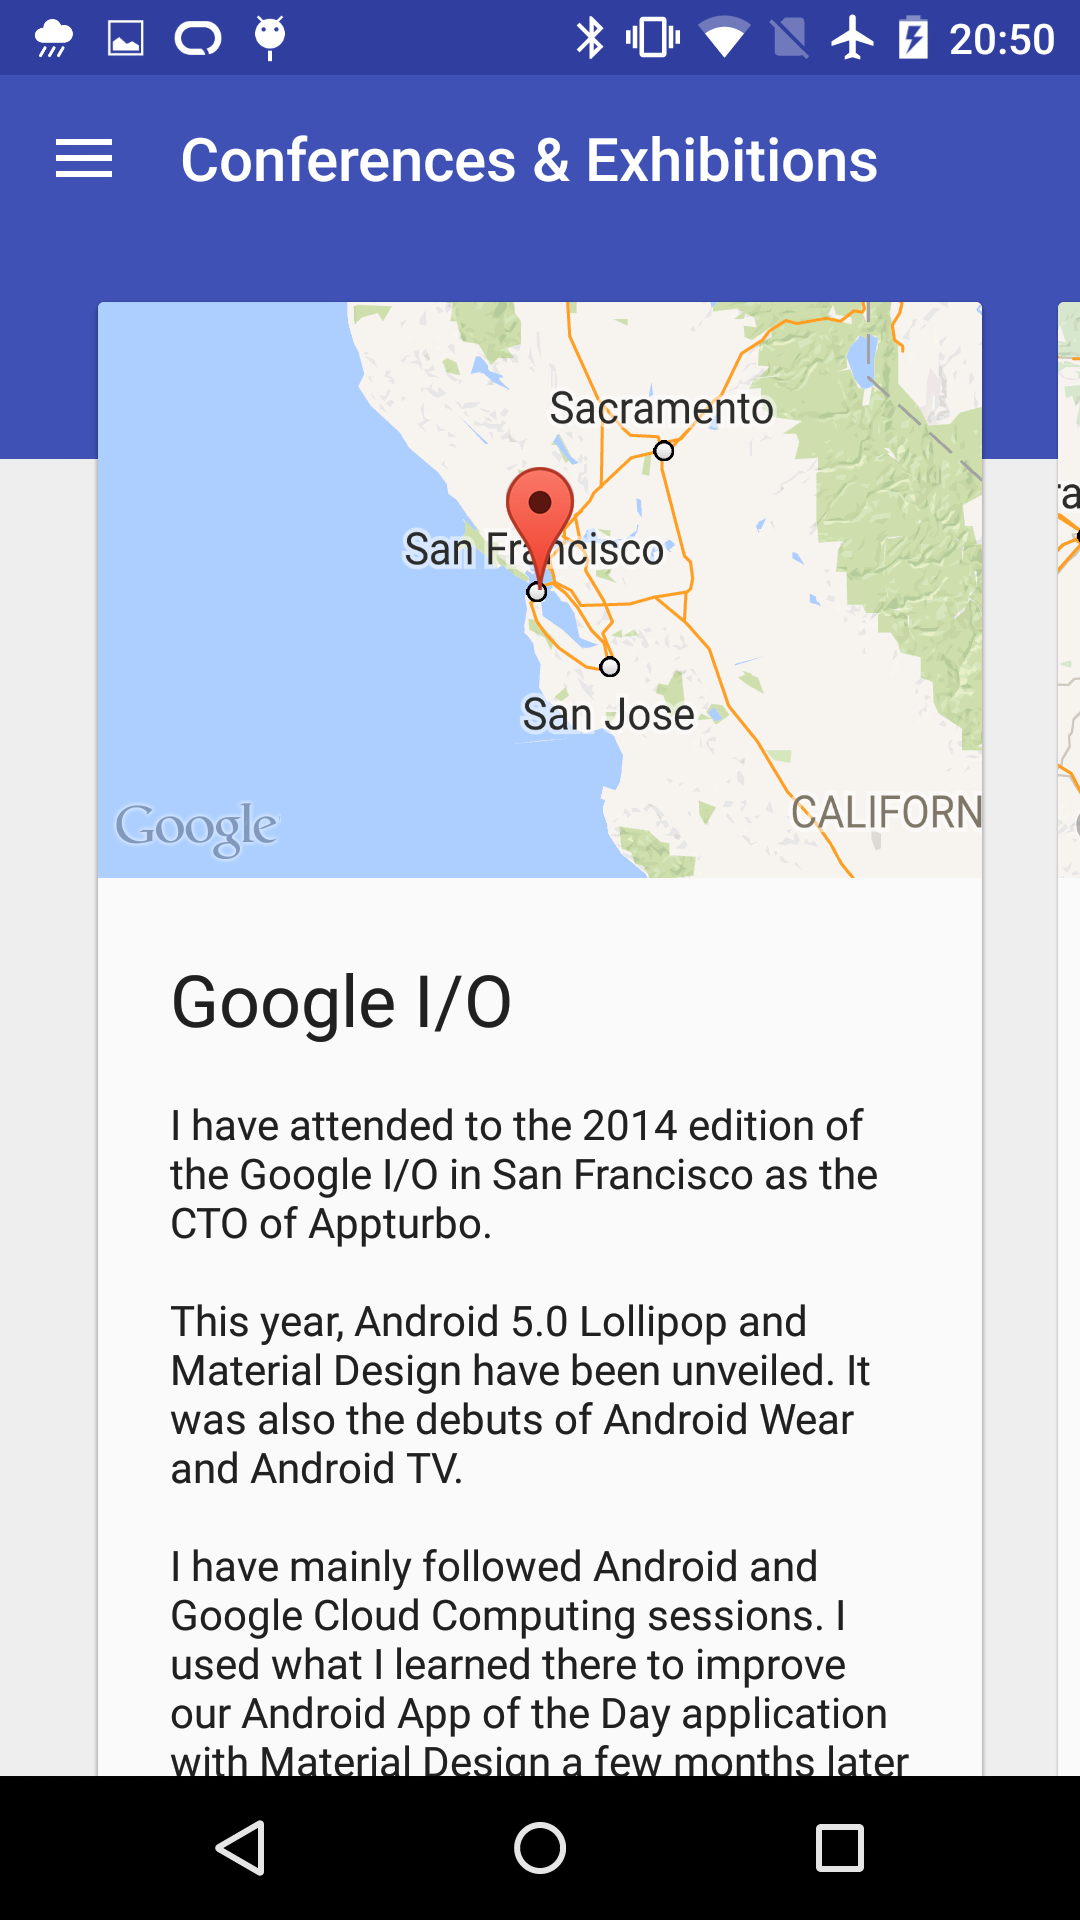 20:50
Conferences & Exhibitions
Sacramento
San Francisco
San Jose
CALIFORN
Google
Google I/O
I have attended to the 2014 edition of
the Google I/O in San Francisco as the
CTO of Appturbo.
This year, Android 5.0 Lollipop and
Material Design have been unveiled. It
was also the debuts of Android Wear
and Android TV.
I have mainly followed Android and
Google Cloud Computing sessions. I
used what I learned there to improve
our Android App of the Day application
with Material Design a few months later